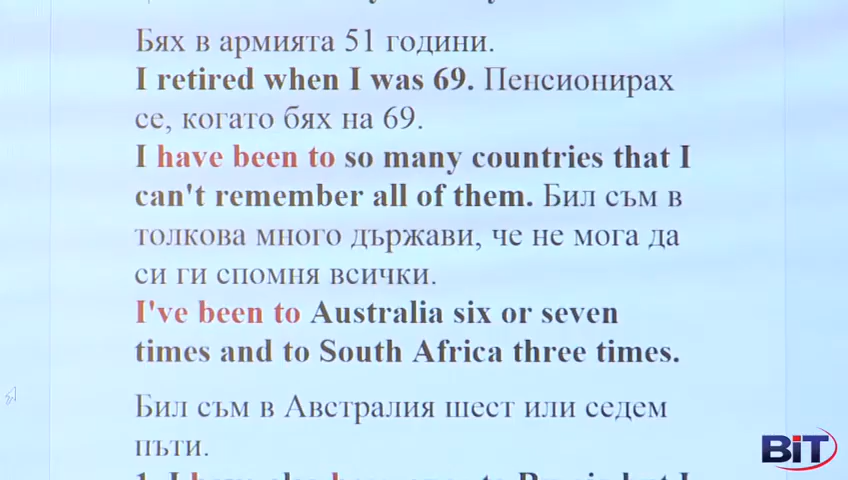 Бях в армията 51 години.
I retired when I was 69. Пенсионирах
се, когато бях на 69.
I have been to so many countries that I
can't remember all of them. Бил съм в
толкова много държави, че не мога да
си ги спомня всички.
I've been to Australia six or seven
times and to South Africa three times.
Бил съм в Австралия шест или седем
пъти.
BiT